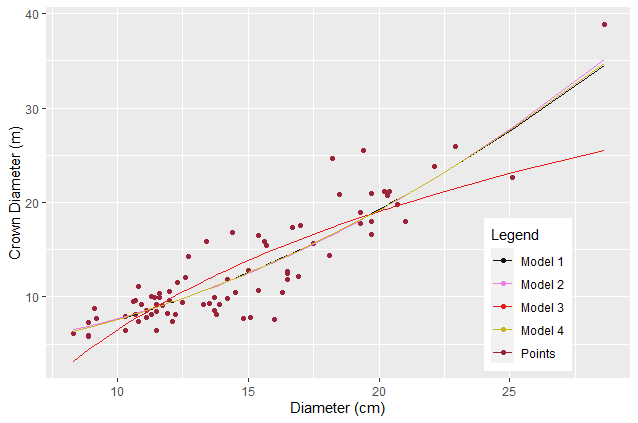 40
30
20
10
Crown Diameter (m)
10
15
20
25
Diameter (cm)
Legend
Model 1
Model 2
Model 3
Model 4
Points